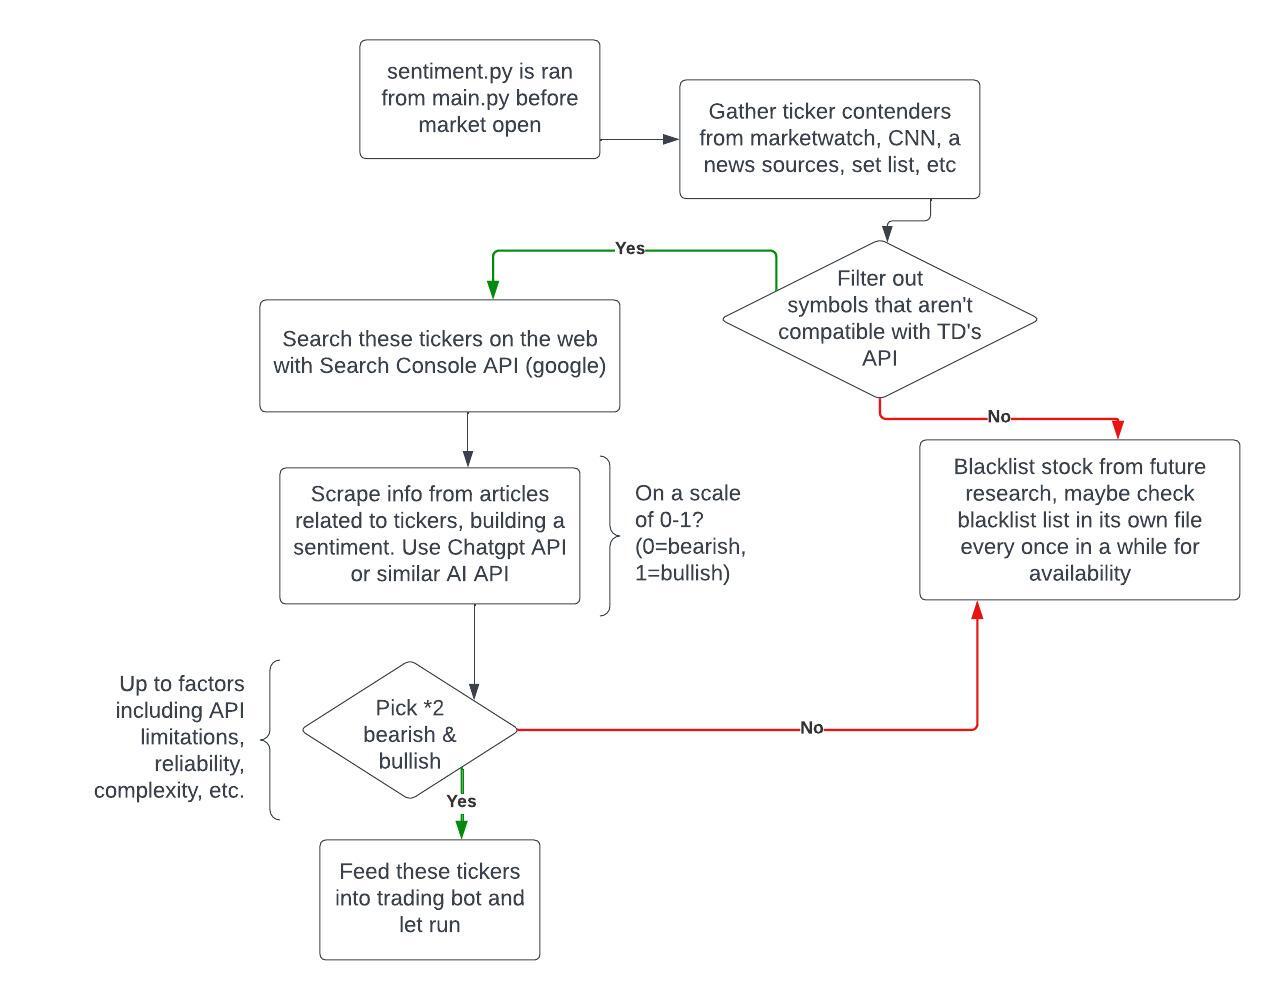 sentiment.py is ran
from main.py before
market open
Gather ticker contenders
from marketwatch, CNN, a
news sources, set list, etc
Yes
Filter out
symbols that aren't
compatible with TD's
API
Search these tickers on the web
with Search Console API (google)
No
Blacklist stock from future
research, maybe check
blacklist list in its own file
every once in a while for
availability
Scrape info from articles
related to tickers, building a
sentiment. Use Chatgpt API
or similar AI API
On a scale
of 0-1?
(0=bearish,
1=bullish)
Up to factors
including API
limitations,
reliability,
complexity, etc.
Pick *2
bearish &
bullish
No
Yes
Feed these tickers
into trading bot and
let run